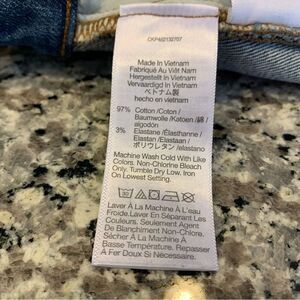 CKP482132707
Made In Vietnam
Fabriqué Au Việt Nam
Hergestellt In Vietnam
Vervaardigd In Vietnam
ベトナム製
hecho en vietnam
97% Cotton /Coton /
Baumwolle /Katoen /綿 /
algodón
3% Elastane /Élasthanne /
Elastan /Elastaan /
ポリウレタン /elastano
Machine Wash Cold With Like
Colors. Non-Chlorine Bleach
Only. Tumble Dry Low. Iron On
Lowest Setting.
Laver À La Machine À L'eau
Froide.Laver En Séparant Les
Couleurs. Seulement Agent
De Blanchiment Non-Chlore.
Sécher À La Machine À
Basse Température. Repasser
À Fer Doux Si Nécessaire.